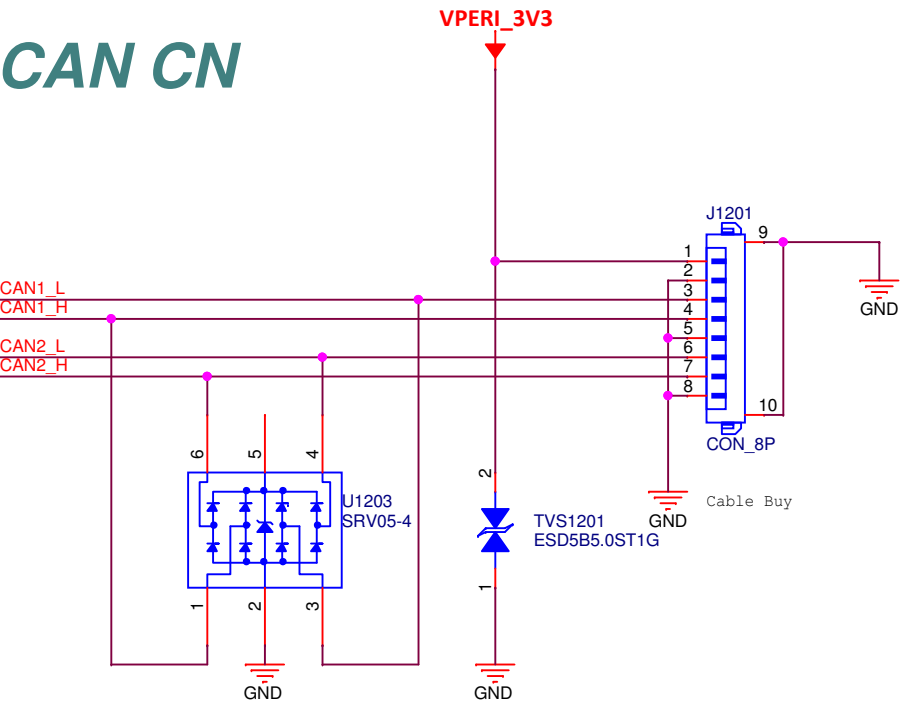 VPERI_3V3
CAN CN
J1201
9
1
2
3
4
5
6
7
8
10
CON_8P
GND
CAN1_L
CAN1_H
CAN2_L
CAN2_H
6
5
4
U1203
SRV05-4
1
2
3
GND
2
TVS1201
ESD5B5.0ST1G
1
GND
GND
Cable Buy